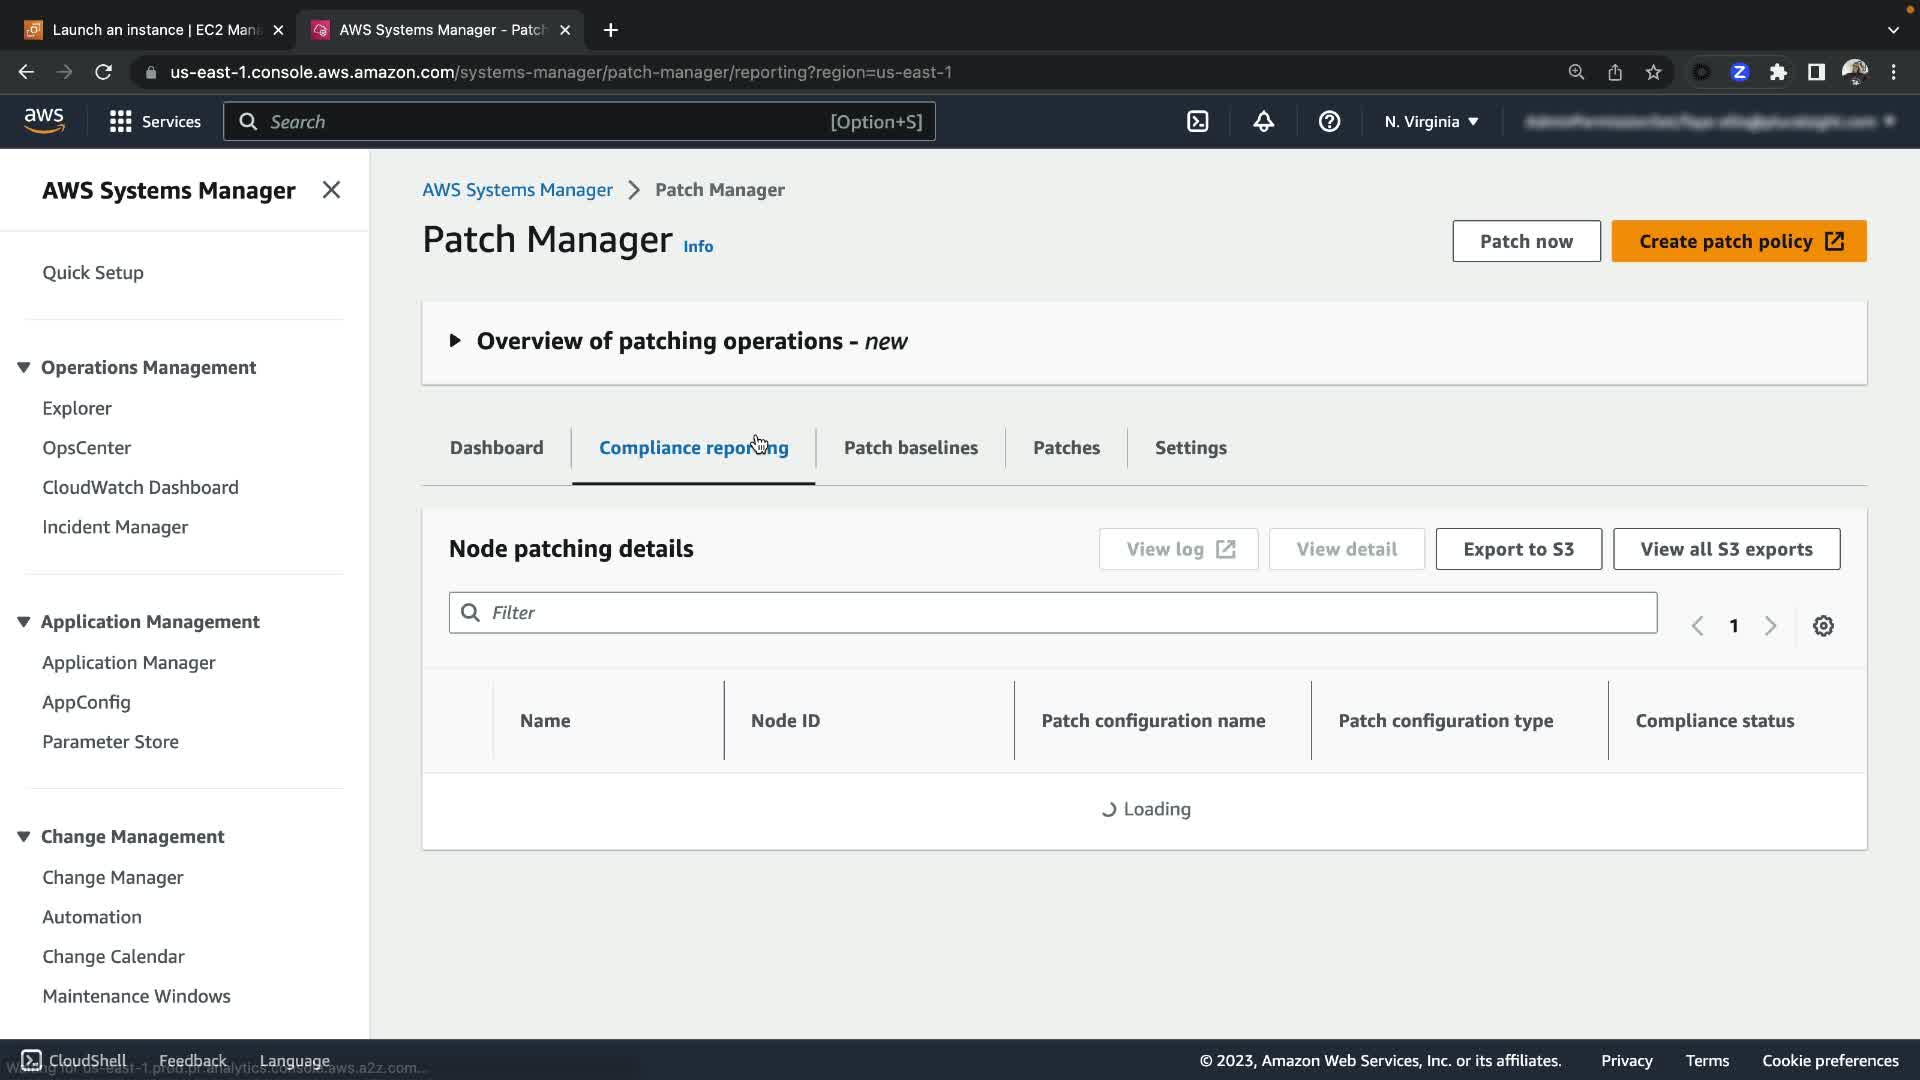 Launch an instance | EC2 Man
AWS Systems Manager - Patch
us-east-1.console.aws.amazon.com/systems-manager/patch-manager/reporting?region=us-east-1
aws
Services
Search
[Option+S]
N. Virginia
AWS Systems Manager
Quick Setup
Operations Management
Explorer
OpsCenter
CloudWatch Dashboard
Incident Manager
Application Management
Application Manager
AppConfig
Parameter Store
Change Management
Change Manager
Automation
Change Calendar
Maintenance Windows
AWS Systems Manager > Patch Manager
Patch Manager Info
Patch now
Create patch policy
Overview of patching operations - new
Dashboard
Compliance reporting
Patch baselines
Patches
Settings
Node patching details
View log
View detail
Export to S3
View all S3 exports
Filter
1
Name
Node ID
Patch configuration name
Patch configuration type
Compliance status
Loading
CloudShell
Feedback
Language
Waiting for us-east-1.prod.pr.analytics.console.aws.a2z.com...
© 2023, Amazon Web Services, Inc. or its affiliates.
Privacy
Terms
Cookie preferences